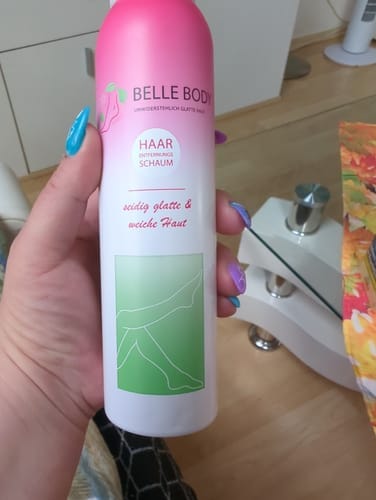 BELLE BODY
UNWIDERSTEHLICH GLATTE HAUT
HAAR
ENTFERNUNGS
SCHAUM
seidig glatte &
weiche Haut